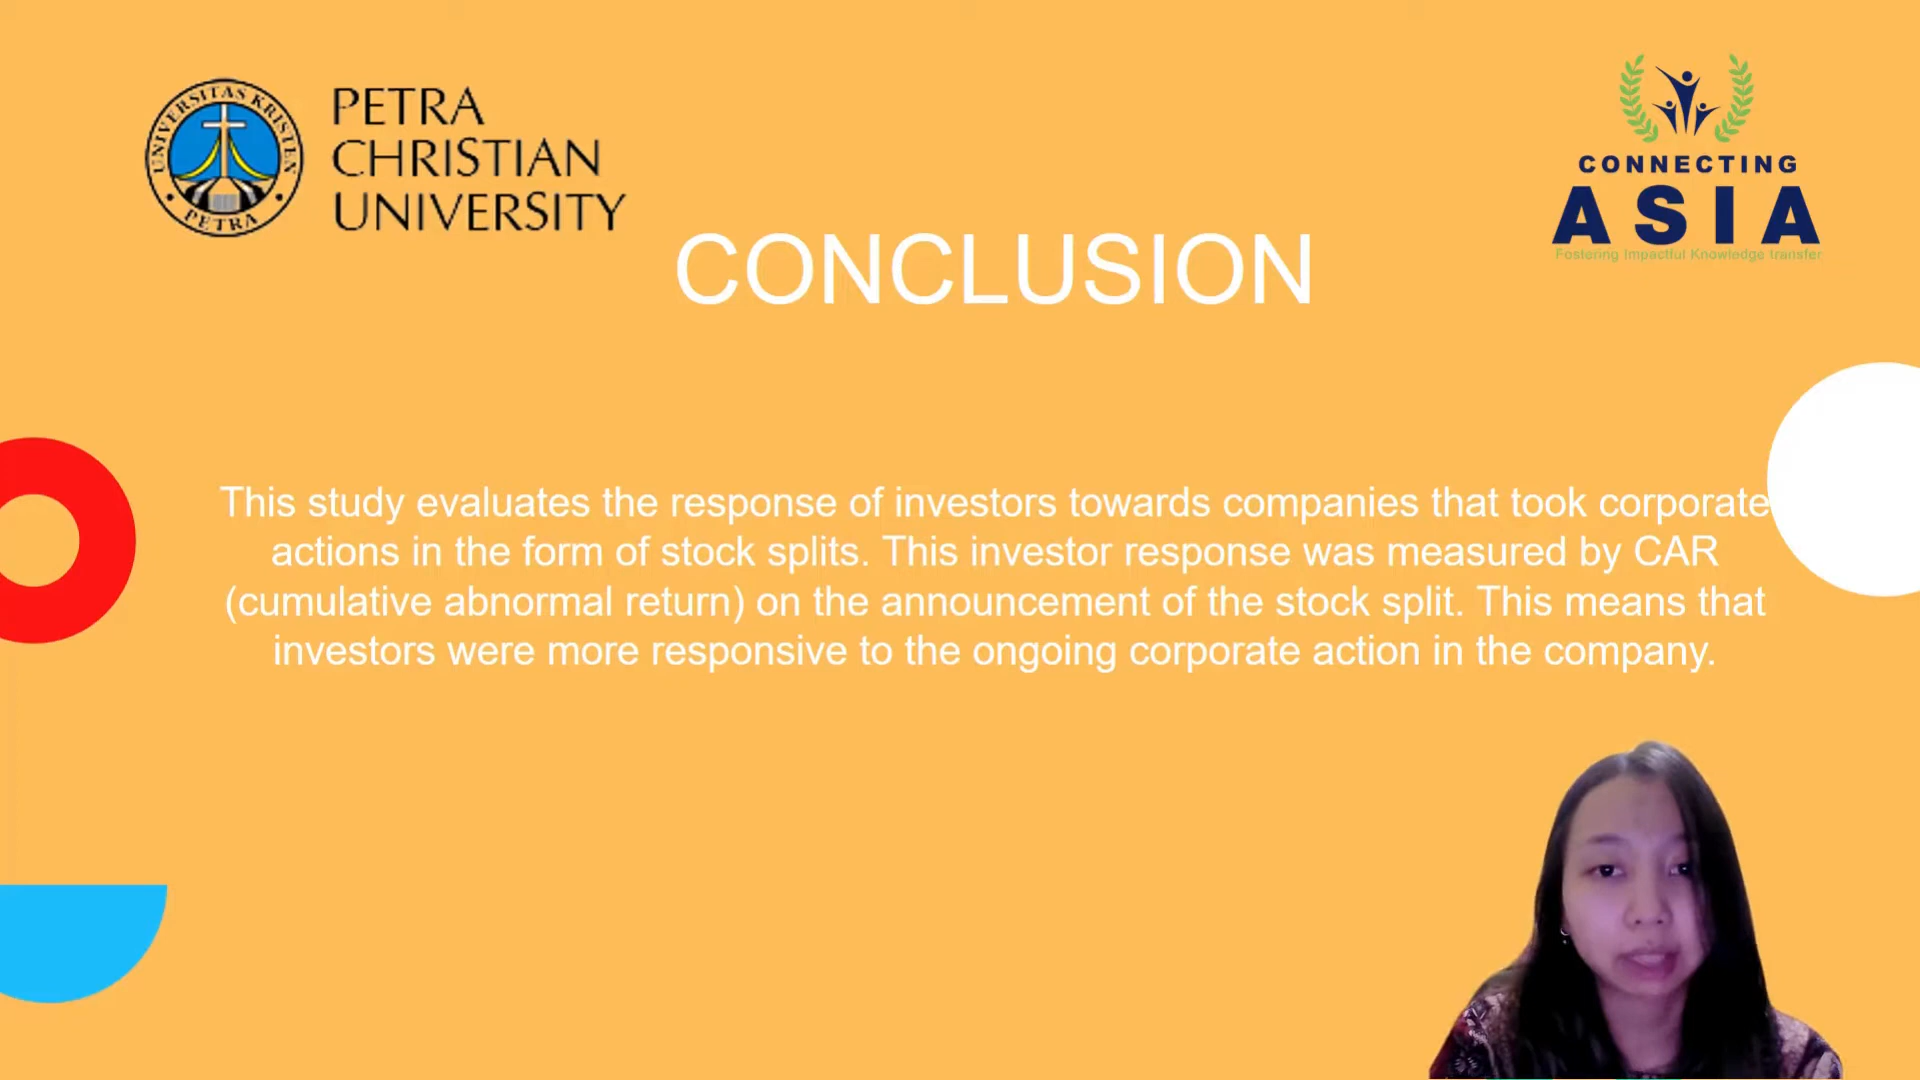 UNIVERSITAS KRISTEN
PETRA
PETRA
CHRISTIAN
UNIVERSITY
CONNECTING
ASIA
Fostering Impactful Knowledge transfer
CONCLUSION
This study evaluates the response of investors towards companies that took corporate
actions in the form of stock splits. This investor response was measured by CAR
(cumulative abnormal return) on the announcement of the stock split. This means that
investors were more responsive to the ongoing corporate action in the company.